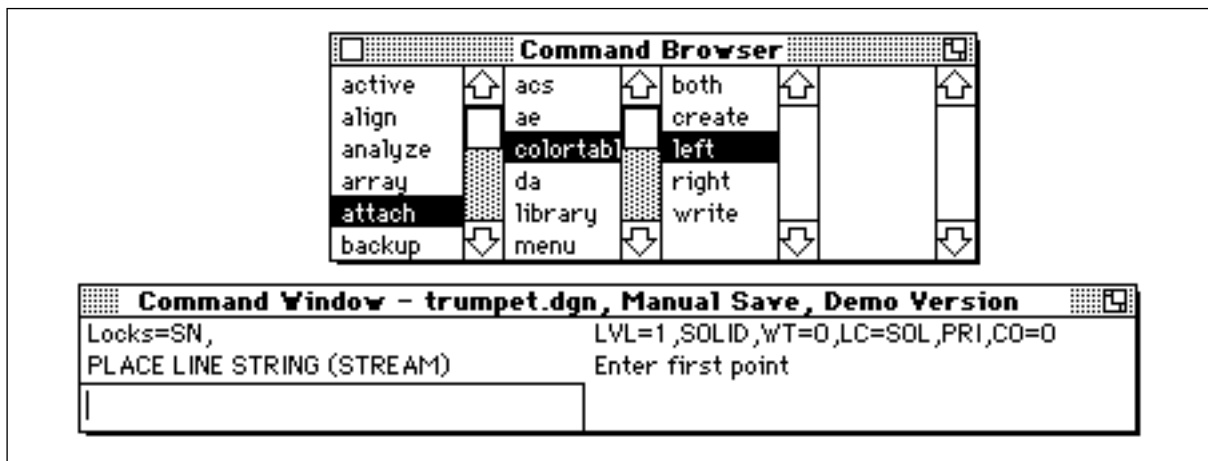 Command Browser
active acs both
align ae create
analyze colortabl left
array da right
attach library write
backup menu
Command Window - trumpet.dgn, Manual Save, Demo Version
Locks=SN, LVL=1,SOLID,WT=0,LC=SOL,PRI,CO=0
PLACE LINE STRING (STREAM) Enter first point